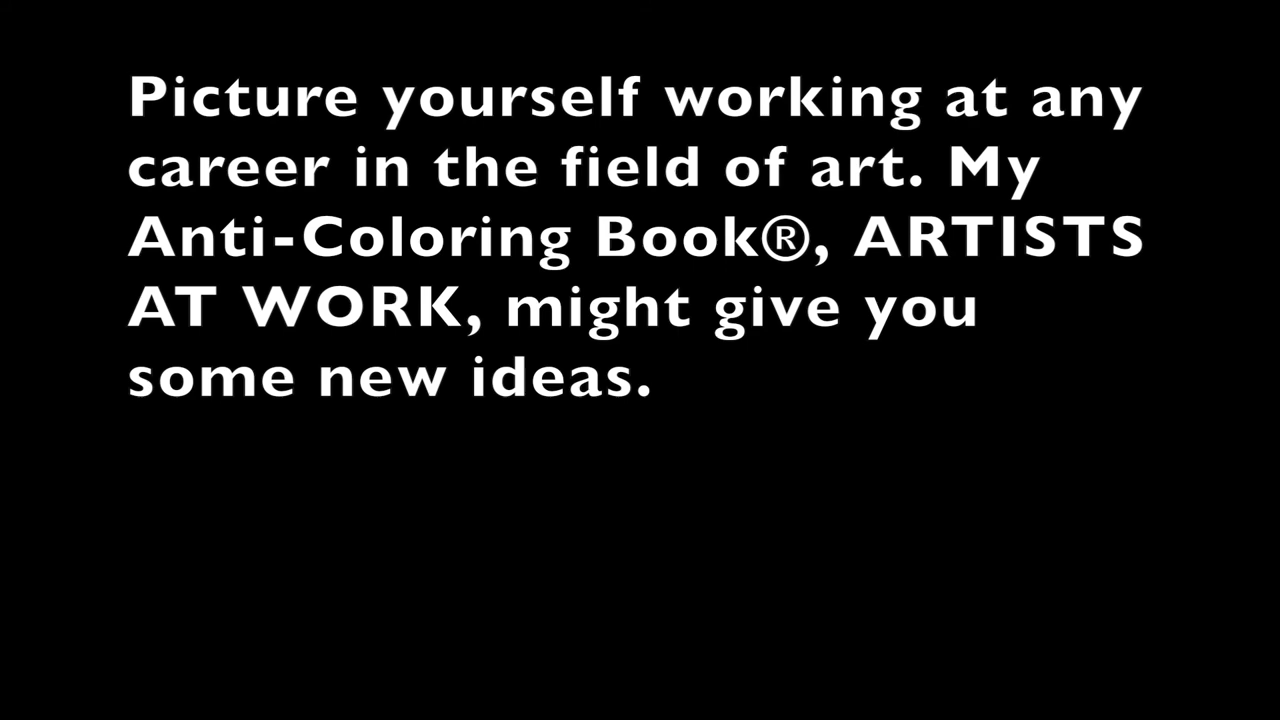 Picture yourself working at any
career in the field of art. My
Anti-Coloring Book®, ARTISTS
AT WORK, might give you
some new ideas.